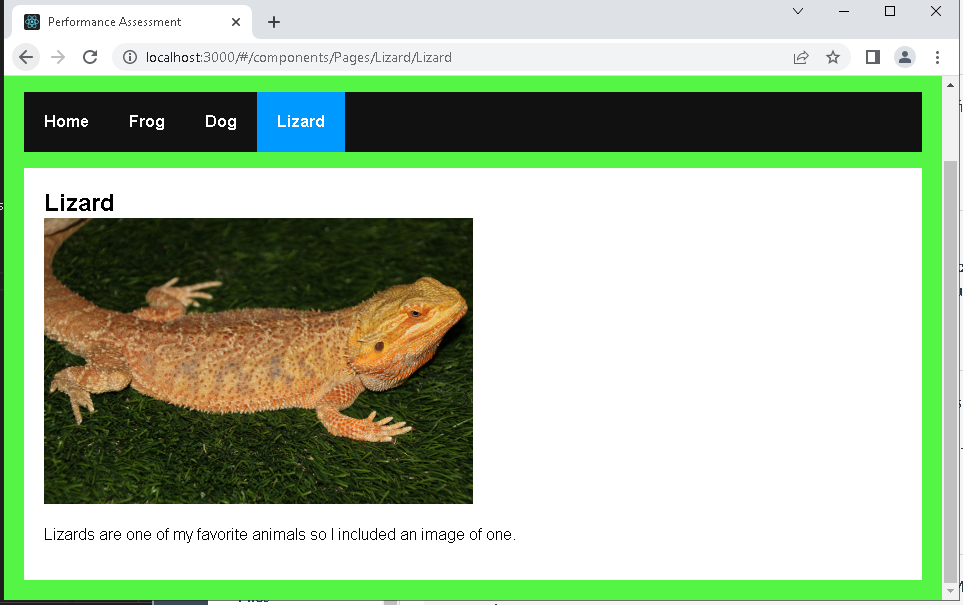 Performance Assessment
localhost:3000/#/components/Pages/Lizard/Lizard
Home Frog Dog Lizard
Lizard
Lizards are one of my favorite animals so I included an image of one.